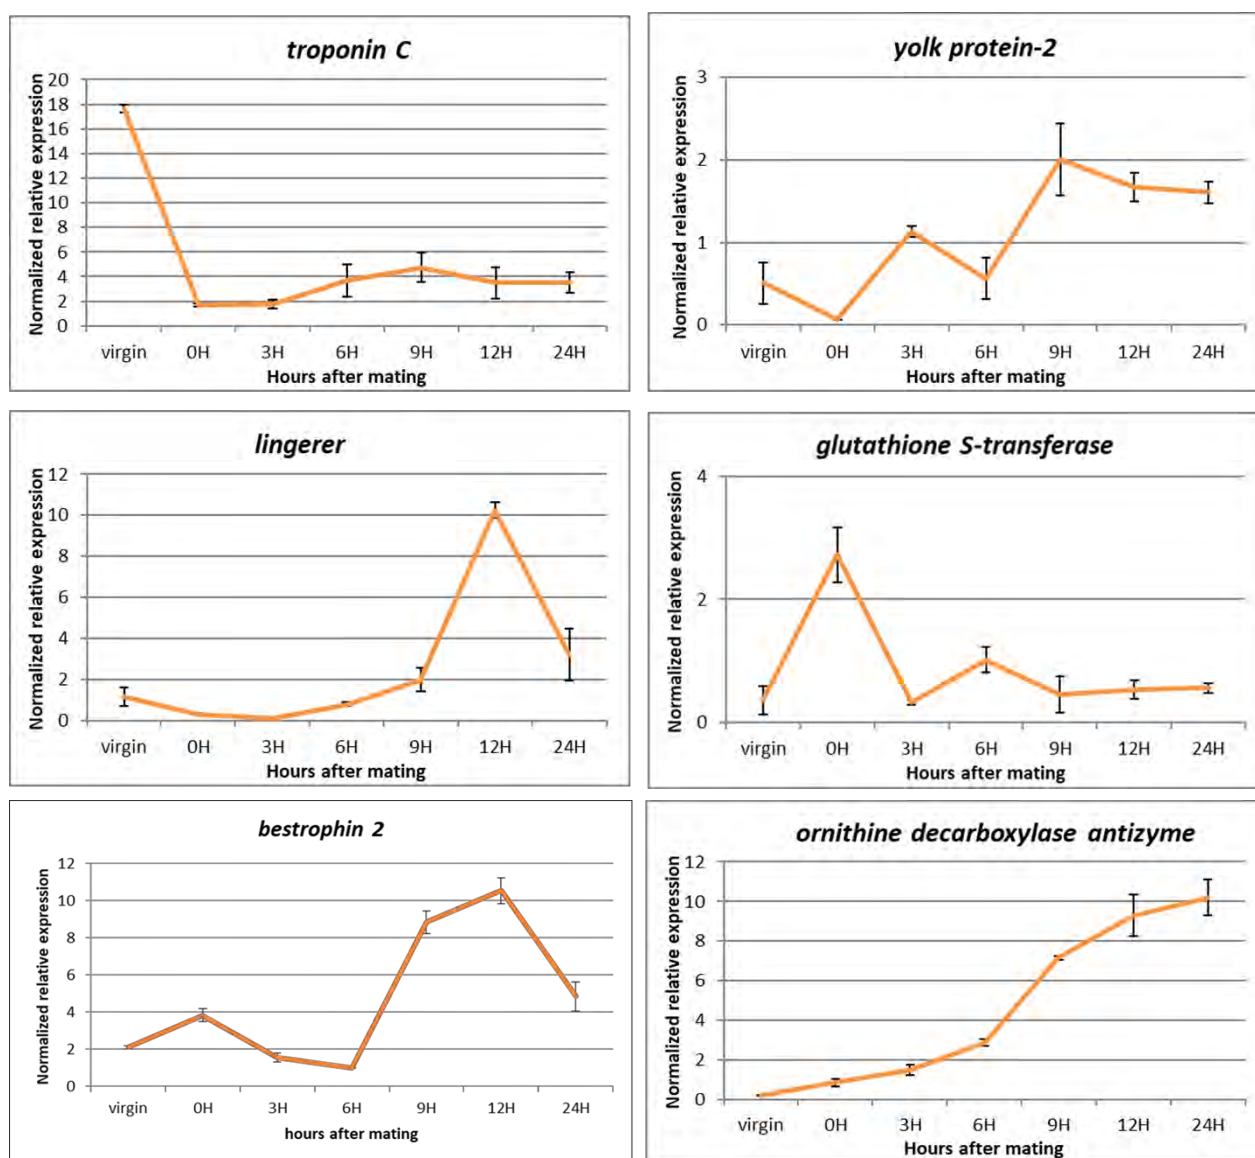 troponin C
Normalized relative expression
20
18
16
14
12
10
8
6
4
2
0
virgin 0H 3H 6H 9H 12H 24H
Hours after mating
yolk protein-2
Normalized relative expression
3
2
1
0
virgin 0H 3H 6H 9H 12H 24H
Hours after mating
lingerer
Normalized relative expression
12
10
8
6
4
2
0
virgin 0H 3H 6H 9H 12H 24H
Hours after mating
glutathione S-transferase
Normalized relative expression
4
2
0
virgin 0H 3H 6H 9H 12H 24H
Hours after mating
bestrophin 2
Normalized relative expression
12
10
8
6
4
2
0
virgin 0H 3H 6H 9H 12H 24H
hours after mating
ornithine decarboxylase antizyme
Normalized relative expression
12
10
8
6
4
2
0
virgin 0H 3H 6H 9H 12H 24H
Hours after mating